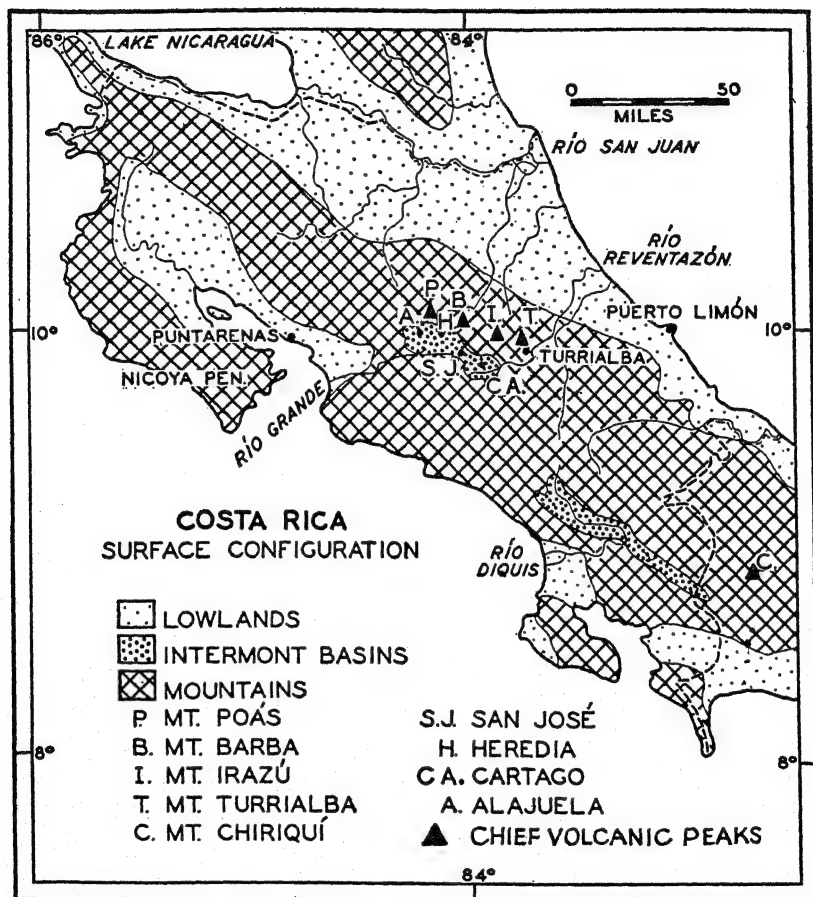 86°
84°
LAKE NICARAGUA
0 50
MILES
RÍO SAN JUAN
RÍO
REVENTAZÓN
PUERTO LIMÓN
P.
B.
A.
H.
I.
T.
10°
10°
PUNTARENAS
TURRIALBA
S.J.
CA.
NICOYA PEN.
RÍO GRANDE
COSTA RICA
SURFACE CONFIGURATION
RÍO
DIQUIS
C.
LOWLANDS
INTERMONT BASINS
MOUNTAINS
P. MT. POÁS
B. MT. BARBA
I. MT. IRAZÚ
T. MT. TURRIALBA
C. MT. CHIRIQUÍ
S.J. SAN JOSÉ
H. HEREDIA
CA. CARTAGO
A. ALAJUELA
CHIEF VOLCANIC PEAKS
8°
8°
84°